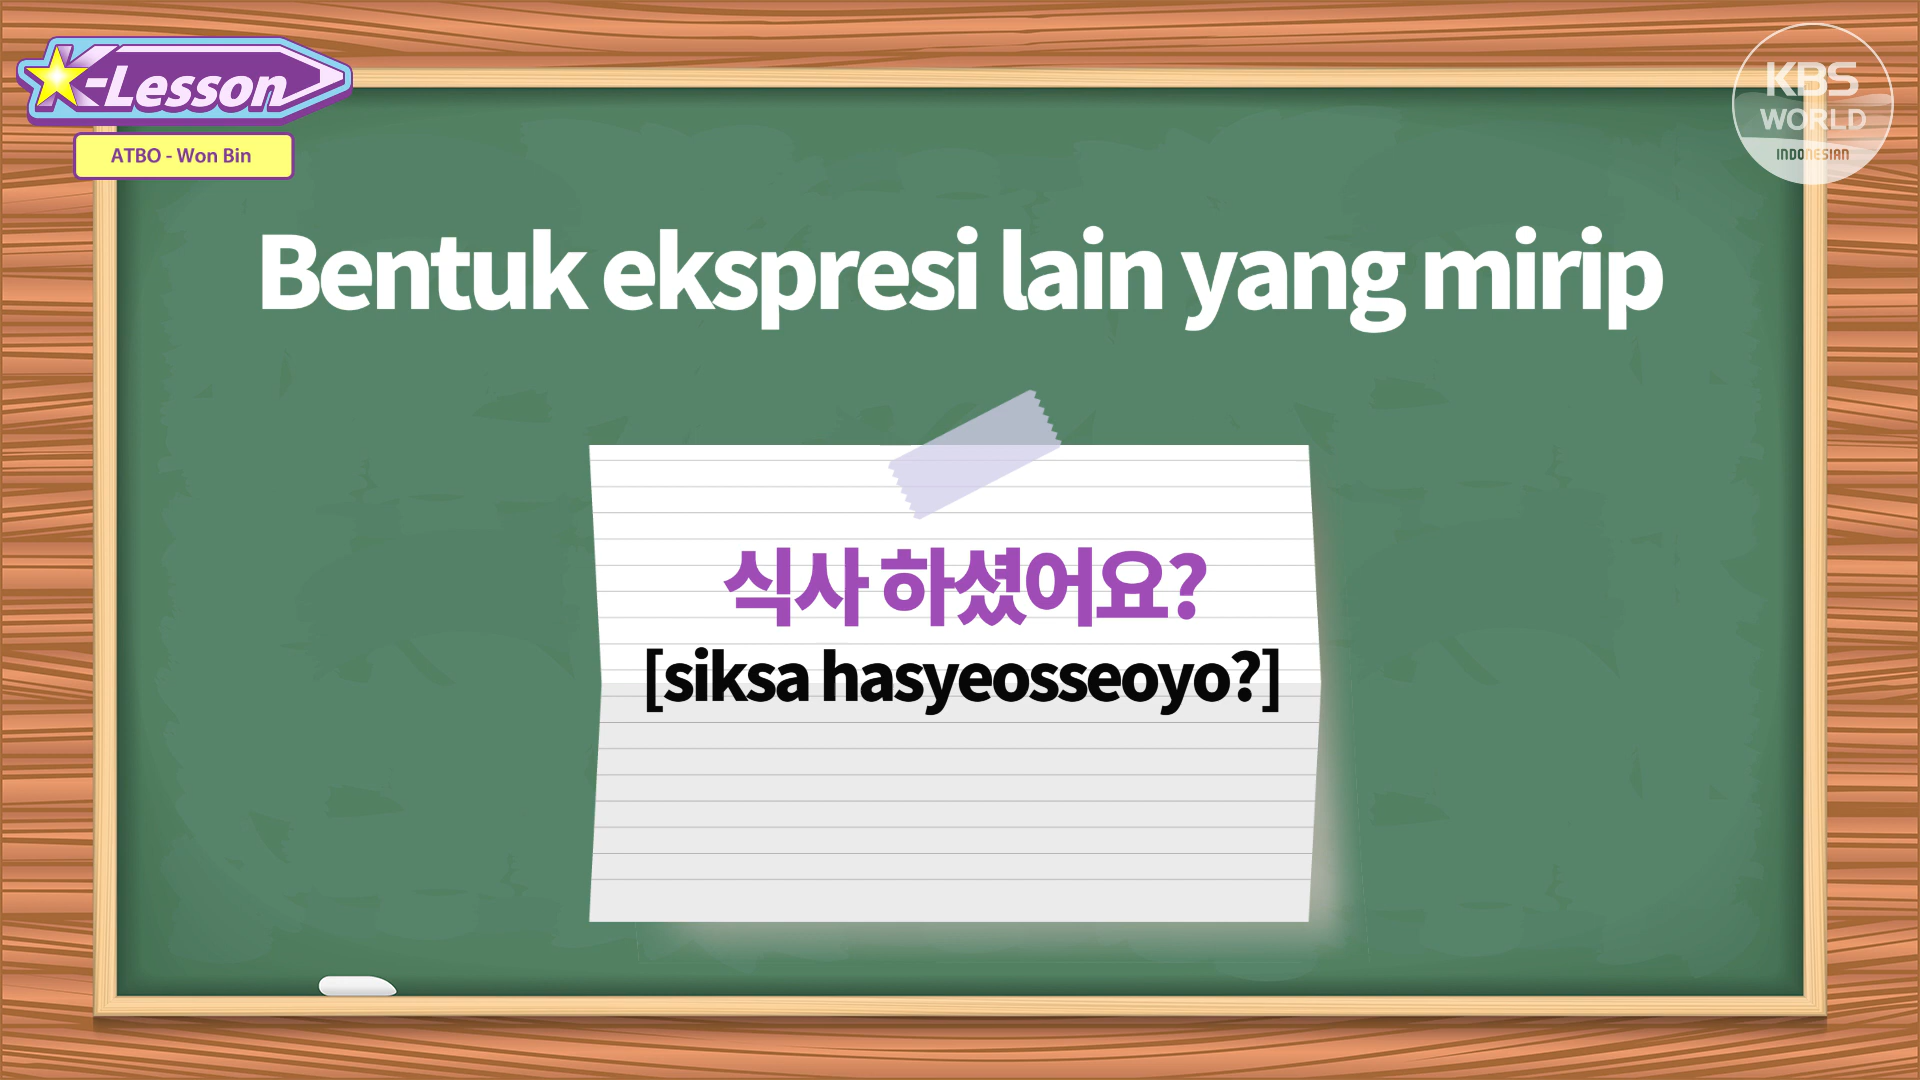 K-Lesson
ATBO - Won Bin
KBS
WORLD
INDONESIAN
Bentuk ekspresi lain yang mirip
식사 하셨어요?
[siksa hasyeosseoyo?]